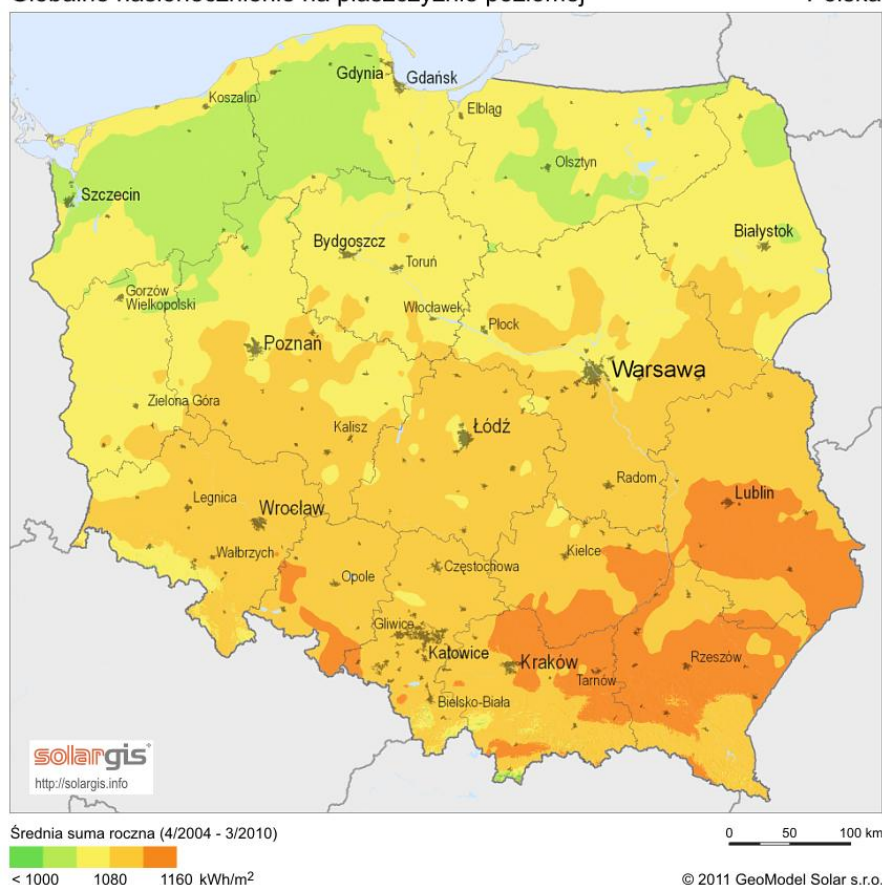 Globalne nasłonecznienie na płaszczyźnie poziomej
Polska
Gdynia
Gdańsk
Koszalin
Elbląg
Olsztyn
Szczecin
Białystok
Bydgoszcz
Toruń
Gorzów
Wielkopolski
Włocławek
Płock
Poznań
Warsawa
Zielona Góra
Kalisz
Łódź
Radom
Lublin
Legnica
Wrocław
Wałbrzych
Opole
Częstochowa
Kielce
Gliwice
Katowice
Kraków
Tarnów
Rzeszów
Bielsko-Biała
solargis
http://solargis.info
Średnia suma roczna (4/2004 - 3/2010)
0 50 100 km
< 1000 1080 1160 kWh/m²
© 2011 GeoModel Solar s.r.o.